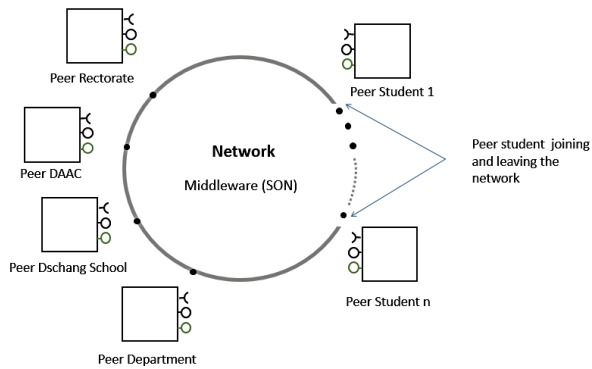 Peer Rectorate
Peer Student 1
Network
Middleware (SON)
Peer student joining
and leaving the
network
Peer DAAC
Peer Dschang School
Peer Student n
Peer Department